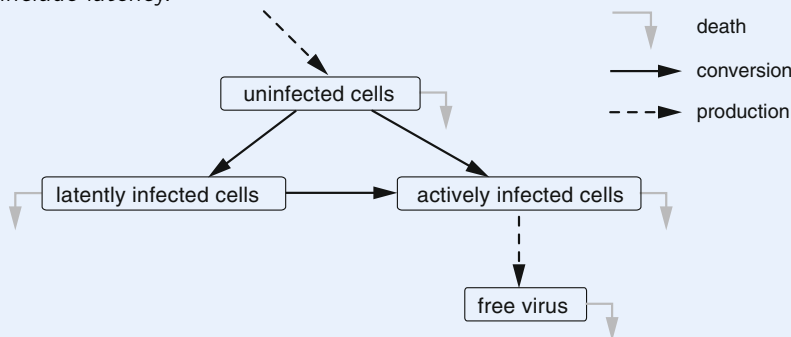 include latency.
death
uninfected cells
conversion
production
latently infected cells
actively infected cells
free virus